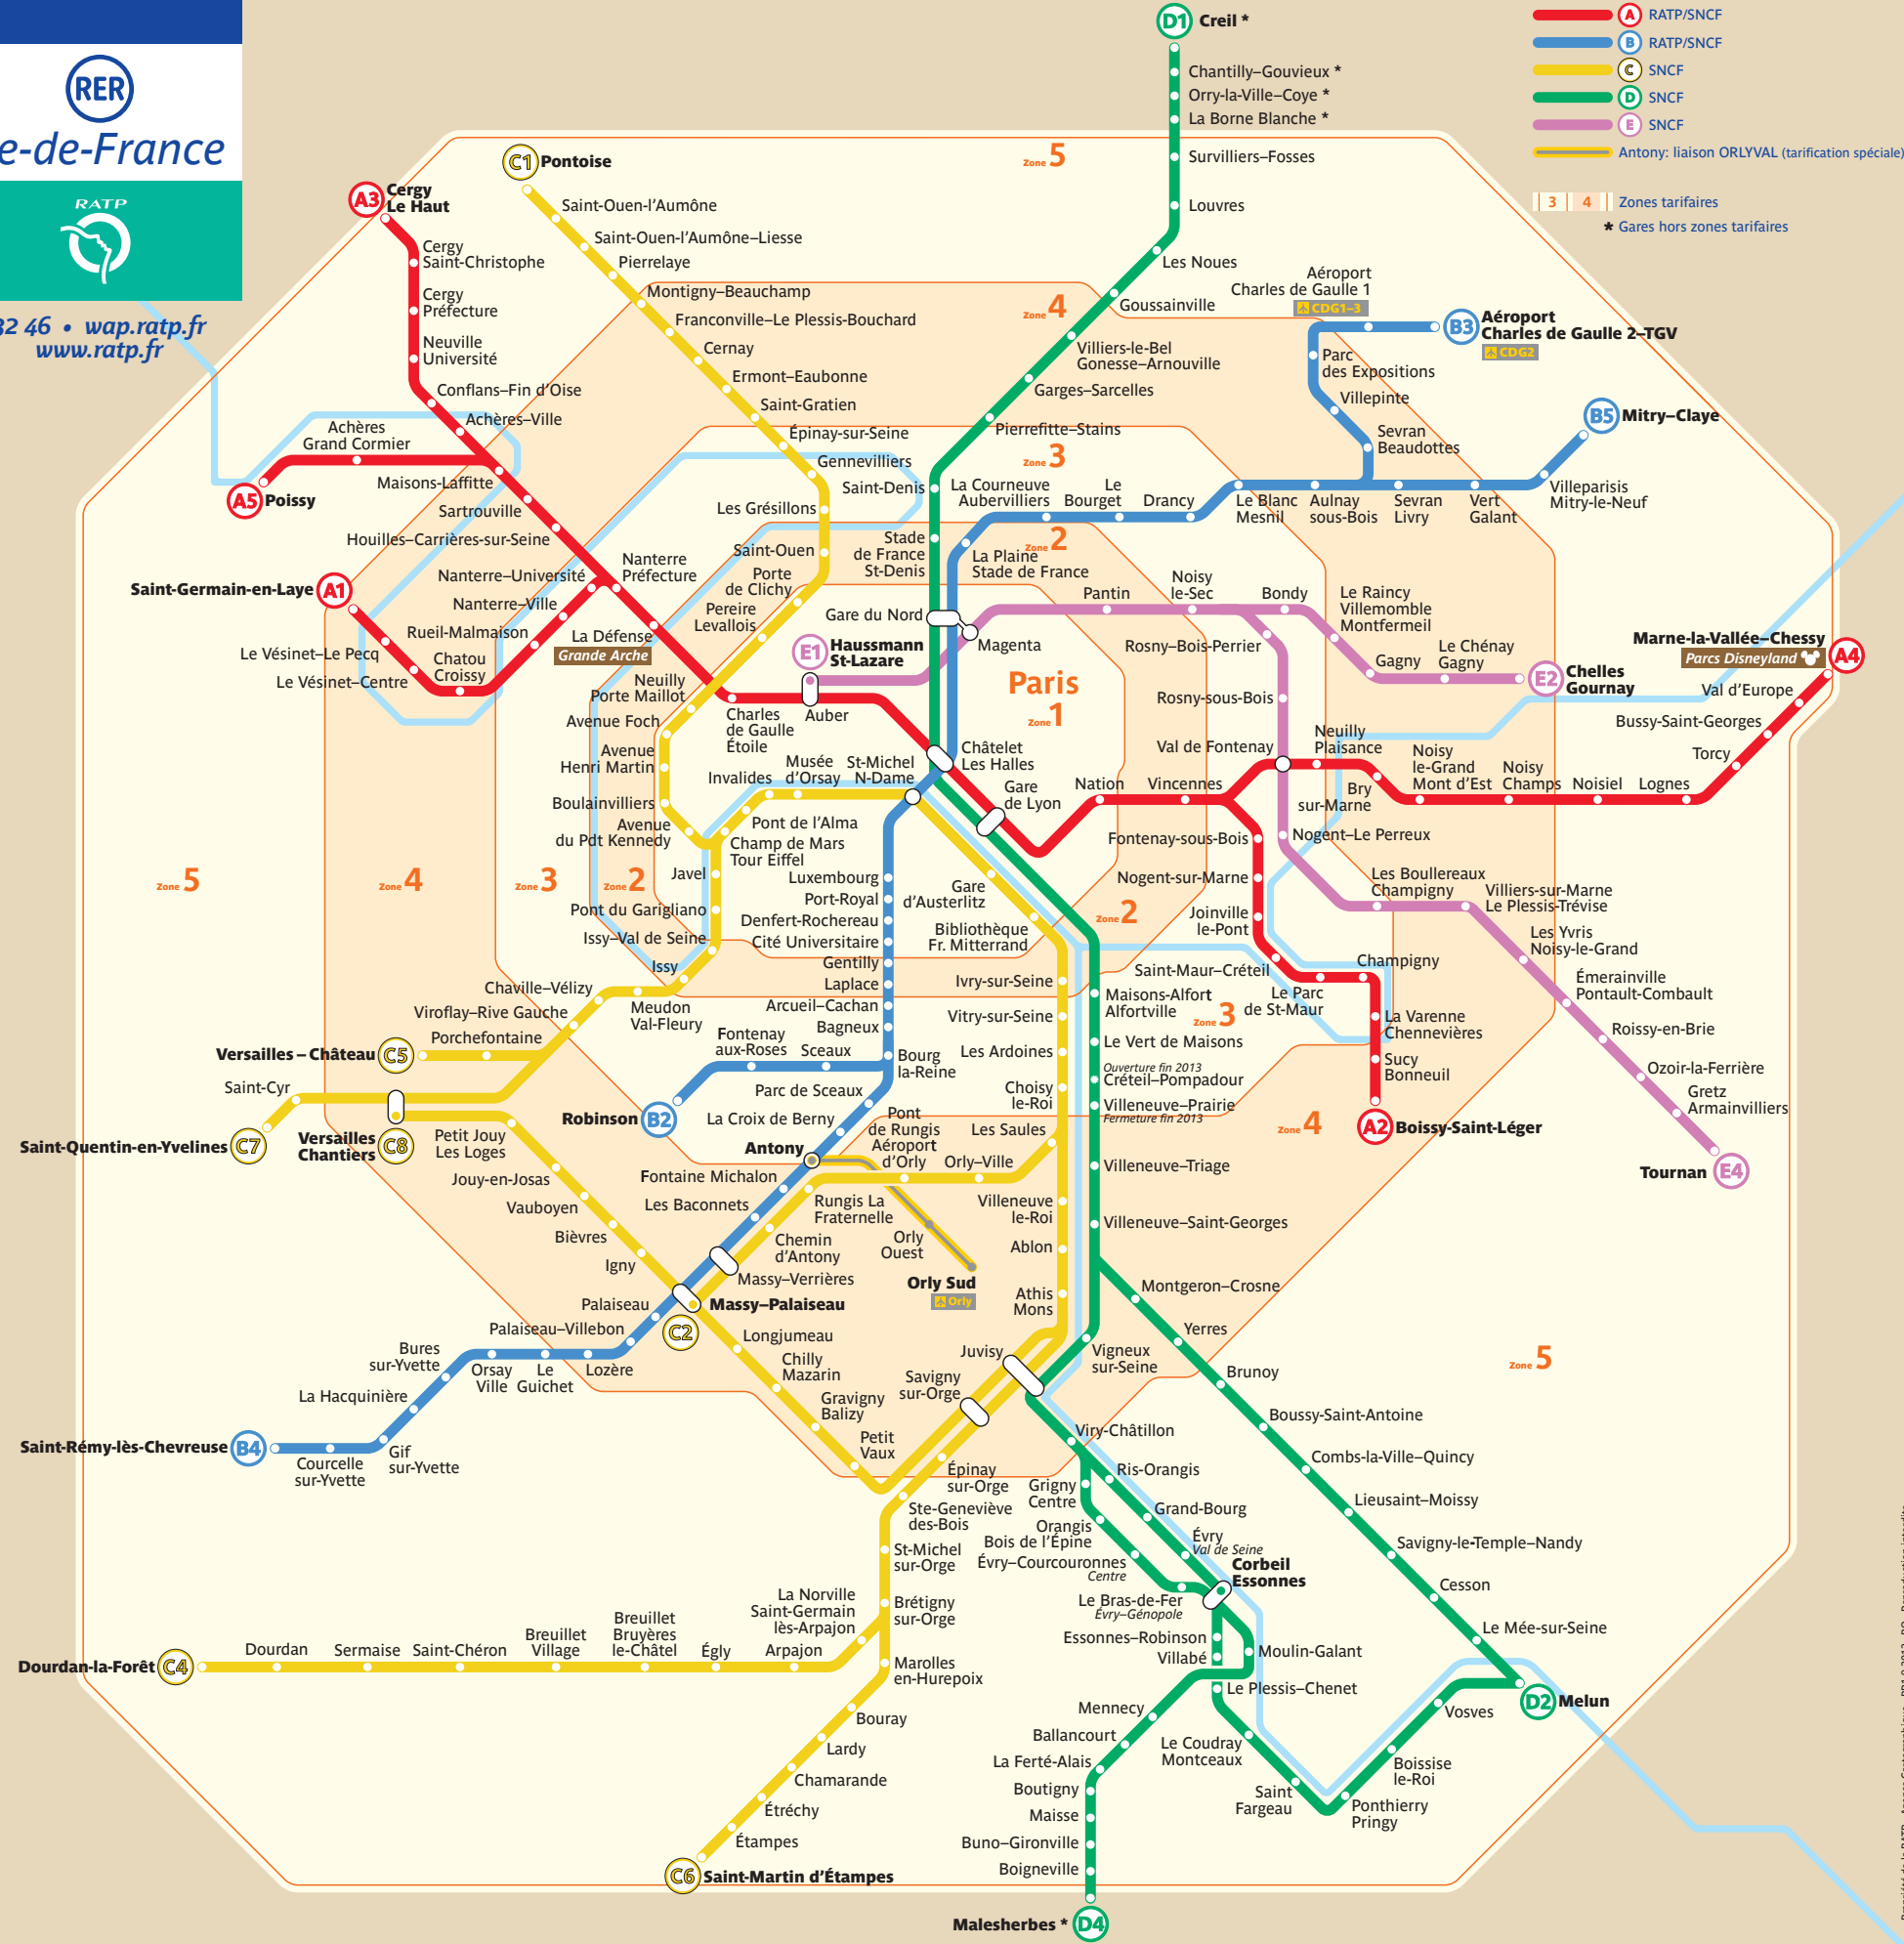 RER
e-de-France
RATP
32 46 • wap.ratp.fr
www.ratp.fr
A RATP/SNCF
B RATP/SNCF
C SNCF
D SNCF
E SNCF
Antony: liaison ORLYVAL (tarification spéciale)
3 4 Zones tarifaires
* Gares hors zones tarifaires
D1 Creil *
Chantilly–Gouvieux *
Orry-la-Ville–Coye *
La Borne Blanche *
Survilliers–Fosses
Louvres
Les Noues
Goussainville
Villiers-le-Bel
Gonesse–Arnouville
Garges–Sarcelles
Pierrefitte–Stains
Saint-Denis
Stade
de France
St-Denis
Gare du Nord
Zone 5
Zone 4
Zone 3
Zone 2
Paris
Zone 1
C1 Pontoise
Saint-Ouen-l'Aumône
Saint-Ouen-l'Aumône–Liesse
Pierrelaye
Montigny–Beauchamp
Franconville–Le Plessis-Bouchard
Cernay
Ermont–Eaubonne
Saint-Gratien
Épinay-sur-Seine
Gennevilliers
Les Grésillons
Saint-Ouen
Porte
de Clichy
Pereire
Levallois
Neuilly
Porte Maillot
Avenue Foch
Avenue
Henri Martin
Boulainvilliers
Avenue
du Pdt Kennedy
A3 Cergy
Le Haut
Cergy
Saint-Christophe
Cergy
Préfecture
Neuville
Université
Conflans–Fin d'Oise
Achères–Ville
Achères
Grand Cormier
A5 Poissy
Maisons-Laffitte
Sartrouville
Houilles–Carrières-sur-Seine
Nanterre–Université
Nanterre
Préfecture
Nanterre–Ville
Rueil-Malmaison
Saint-Germain-en-Laye A1
Le Vésinet–Le Pecq
Le Vésinet–Centre
Chatou
Croissy
La Défense
Grande Arche
Charles
de Gaulle
Étoile
Auber
E1 Haussmann
St-Lazare
Magenta
Châtelet
Les Halles
Gare
de Lyon
Nation
Vincennes
Aéroport
Charles de Gaulle 1
CDG1–3
B3 Aéroport
Charles de Gaulle 2–TGV
CDG2
Parc
des Expositions
Villepinte
Sevran
Beaudottes
B5 Mitry–Claye
Villeparisis
Mitry-le-Neuf
Vert
Galant
Sevran
Livry
Aulnay
sous-Bois
Le Blanc
Mesnil
Drancy
Le
Bourget
La Courneuve
Aubervilliers
La Plaine
Stade de France
Pantin
Noisy
le-Sec
Bondy
Le Raincy
Villemomble
Montfermeil
Gagny
Le Chénay
Gagny
E2 Chelles
Gournay
Rosny–Bois-Perrier
Rosny-sous-Bois
Val de Fontenay
Neuilly
Plaisance
Bry
sur-Marne
Noisy
le-Grand
Mont d'Est
Noisy
Champs
Noisiel
Lognes
Torcy
Bussy-Saint-Georges
Val d'Europe
Marne-la-Vallée–Chessy A4
Parcs Disneyland
Nogent–Le Perreux
Les Boullereaux
Champigny
Villiers-sur-Marne
Le Plessis-Trévise
Les Yvris
Noisy-le-Grand
Émerainville
Pontault-Combault
Roissy-en-Brie
Ozoir-la-Ferrière
Gretz
Armainvilliers
Tournan E4
Fontenay-sous-Bois
Nogent-sur-Marne
Joinville
le-Pont
Saint-Maur–Créteil
Le Parc
de St-Maur
Champigny
La Varenne
Chennevières
Sucy
Bonneuil
A2 Boissy-Saint-Léger
Zone 5
Zone 4
Zone 3
Zone 2
Zone 2
Zone 3
Zone 4
Zone 5
Invalides
Musée
d'Orsay
St-Michel
N-Dame
Pont de l'Alma
Champ de Mars
Tour Eiffel
Javel
Pont du Garigliano
Issy–Val de Seine
Issy
Meudon
Val-Fleury
Chaville–Vélizy
Viroflay–Rive Gauche
Porchefontaine
Versailles – Château C5
Saint-Cyr
Saint-Quentin-en-Yvelines C7
Versailles
Chantiers C8
Petit Jouy
Les Loges
Jouy-en-Josas
Vauboyen
Bièvres
Igny
Luxembourg
Port-Royal
Denfert-Rochereau
Cité Universitaire
Gentilly
Laplace
Arcueil–Cachan
Bagneux
Bourg
la-Reine
Sceaux
Fontenay
aux-Roses
Robinson B2
Parc de Sceaux
La Croix de Berny
Antony
Fontaine Michalon
Les Baconnets
Massy–Verrières
Massy–Palaiseau
C2
Palaiseau
Palaiseau–Villebon
Lozère
Le
Guichet
Orsay
Ville
Bures
sur-Yvette
La Hacquinière
Gif
sur-Yvette
Courcelle
sur-Yvette
Saint-Rémy-lès-Chevreuse B4
Gare
d'Austerlitz
Bibliothèque
Fr. Mitterrand
Ivry-sur-Seine
Vitry-sur-Seine
Les Ardoines
Choisy
le-Roi
Les Saules
Orly–Ville
Pont
de Rungis
Aéroport
d'Orly
Rungis La
Fraternelle
Chemin
d'Antony
Orly
Ouest
Orly Sud
Orly
Villeneuve
le-Roi
Ablon
Athis
Mons
Juvisy
Savigny
sur-Orge
Longjumeau
Chilly
Mazarin
Gravigny
Balizy
Petit
Vaux
Épinay
sur-Orge
Ste-Geneviève
des-Bois
St-Michel
sur-Orge
Brétigny
sur-Orge
La Norville
Saint-Germain
lès-Arpajon
Arpajon
Égly
Breuillet
Bruyères
le-Châtel
Breuillet
Village
Saint-Chéron
Sermaise
Dourdan
Dourdan-la-Forêt C4
Marolles
en-Hurepoix
Bouray
Lardy
Chamarande
Étréchy
Étampes
C6 Saint-Martin d'Étampes
Maisons-Alfort
Alfortville
Le Vert de Maisons
Ouverture fin 2013
Créteil–Pompadour
Villeneuve–Prairie
Fermeture fin 2013
Villeneuve–Triage
Villeneuve–Saint-Georges
Montgeron–Crosne
Yerres
Brunoy
Boussy-Saint-Antoine
Combs-la-Ville–Quincy
Lieusaint–Moissy
Savigny-le-Temple–Nandy
Cesson
Le Mée-sur-Seine
D2 Melun
Vigneux
sur-Seine
Viry-Châtillon
Ris-Orangis
Grand-Bourg
Évry
Val de Seine
Corbeil
Essonnes
Grigny
Centre
Orangis
Bois de l'Épine
Évry–Courcouronnes
Centre
Le Bras-de-Fer
Évry–Génopole
Essonnes–Robinson
Villabé
Moulin-Galant
Le Plessis–Chenet
Le Coudray
Montceaux
Saint
Fargeau
Ponthierry
Pringy
Boissise
le-Roi
Vosves
Mennecy
Ballancourt
La Ferté-Alais
Boutigny
Maisse
Buno–Gironville
Boigneville
Malesherbes * D4